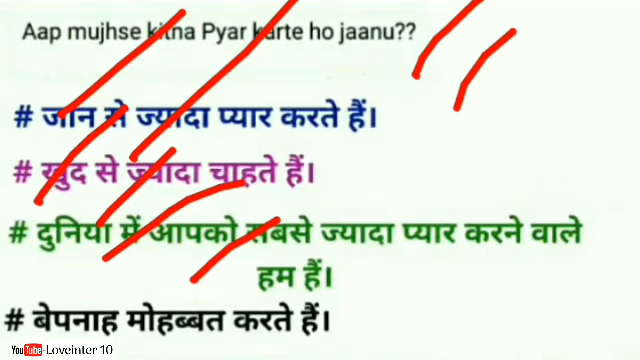 Aap mujhse kitna Pyar karte ho jaanu??
# जान से ज्यादा प्यार करते हैं।
# खुद से ज्यादा चाहते हैं।
# दुनिया में आपको सबसे ज्यादा प्यार करने वाले
हम हैं।
# बेपनाह मोहब्बत करते हैं।
YouTube-Loveinter 10